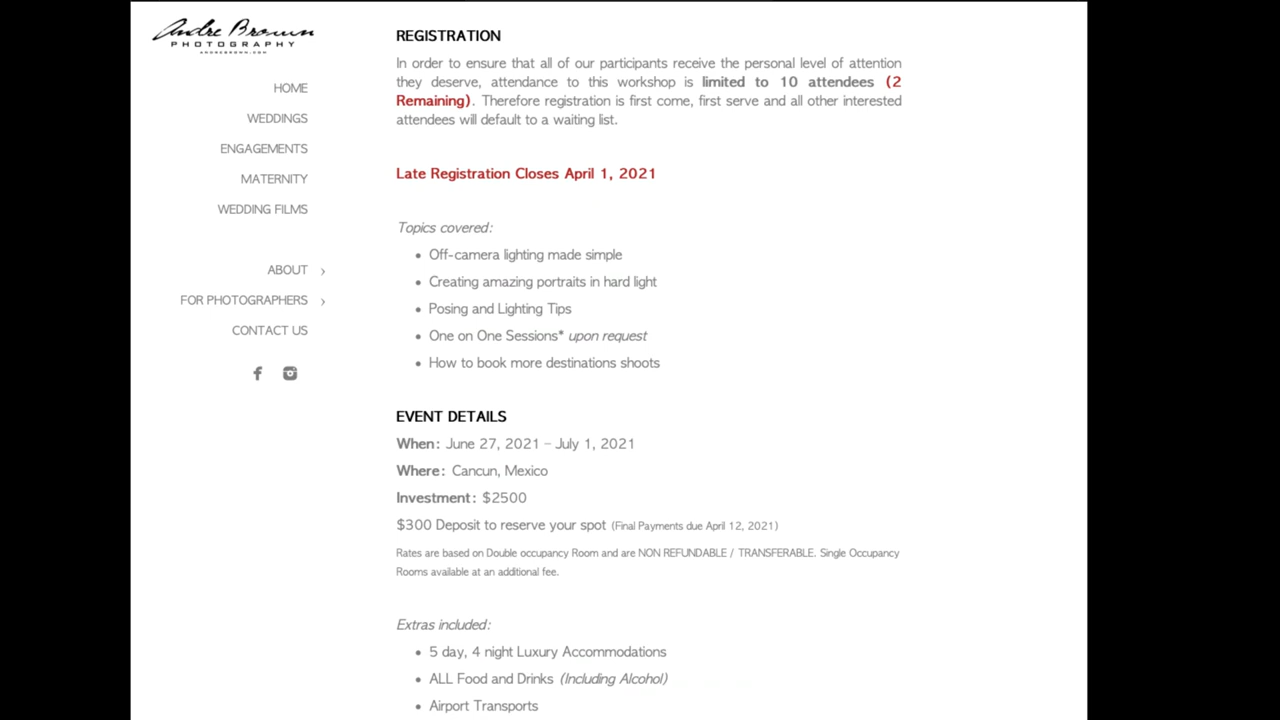 Andre Brown
PHOTOGRAPHY
ANDREBROWN.COM
HOME
WEDDINGS
ENGAGEMENTS
MATERNITY
WEDDING FILMS
ABOUT ›
FOR PHOTOGRAPHERS ›
CONTACT US
REGISTRATION
In order to ensure that all of our participants receive the personal level of attention
they deserve, attendance to this workshop is limited to 10 attendees (2
Remaining). Therefore registration is first come, first serve and all other interested
attendees will default to a waiting list.
Late Registration Closes April 1, 2021
Topics covered:
• Off-camera lighting made simple
• Creating amazing portraits in hard light
• Posing and Lighting Tips
• One on One Sessions* upon request
• How to book more destinations shoots
EVENT DETAILS
When: June 27, 2021 – July 1, 2021
Where: Cancun, Mexico
Investment: $2500
$300 Deposit to reserve your spot (Final Payments due April 12, 2021)
Rates are based on Double occupancy Room and are NON REFUNDABLE / TRANSFERABLE. Single Occupancy
Rooms available at an additional fee.
Extras included:
• 5 day, 4 night Luxury Accommodations
• ALL Food and Drinks (Including Alcohol)
• Airport Transports